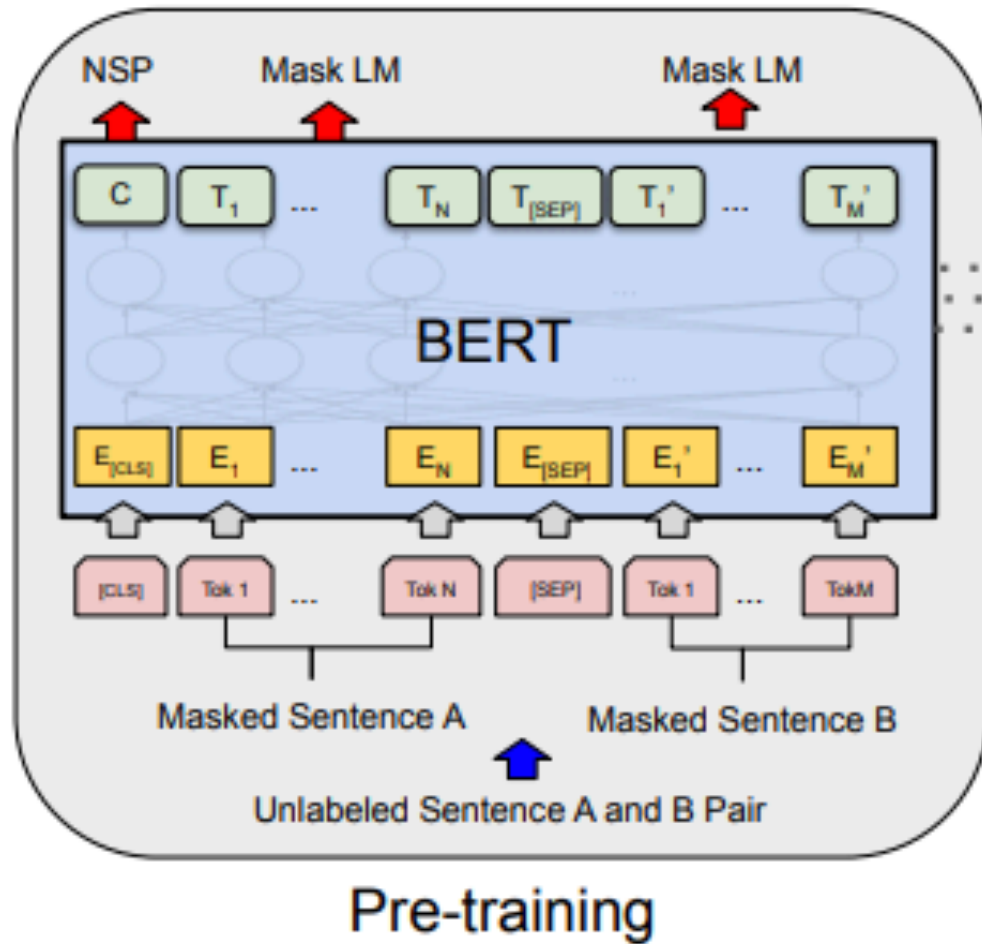 NSP Mask LM Mask LM
C T1 ... TN T[SEP] T1' ... TM'
...
BERT
...
E[CLS] E1 ... EN E[SEP] E1' ... EM'
[CLS] Tok 1 ... Tok N [SEP] Tok 1 ... TokM
Masked Sentence A Masked Sentence B
Unlabeled Sentence A and B Pair
Pre-training